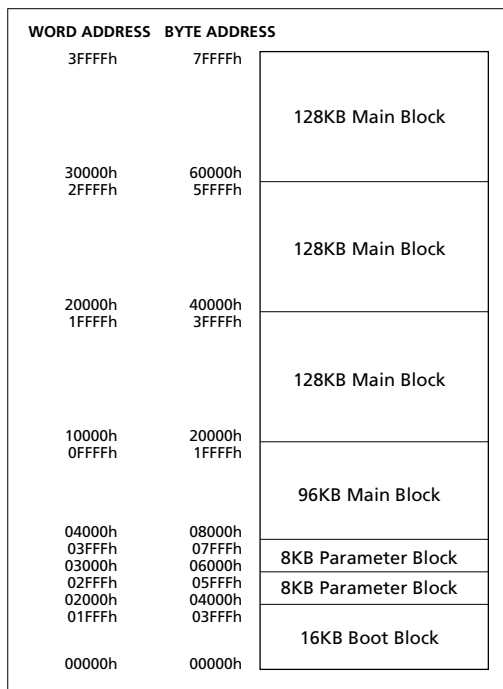 WORD ADDRESS BYTE ADDRESS
3FFFFh 7FFFFh
128KB Main Block
30000h 60000h
2FFFFh 5FFFFh
128KB Main Block
20000h 40000h
1FFFFh 3FFFFh
128KB Main Block
10000h 20000h
0FFFFh 1FFFFh
96KB Main Block
04000h 08000h
03FFFh 07FFFh
8KB Parameter Block
03000h 06000h
02FFFh 05FFFh
8KB Parameter Block
02000h 04000h
01FFFh 03FFFh
16KB Boot Block
00000h 00000h